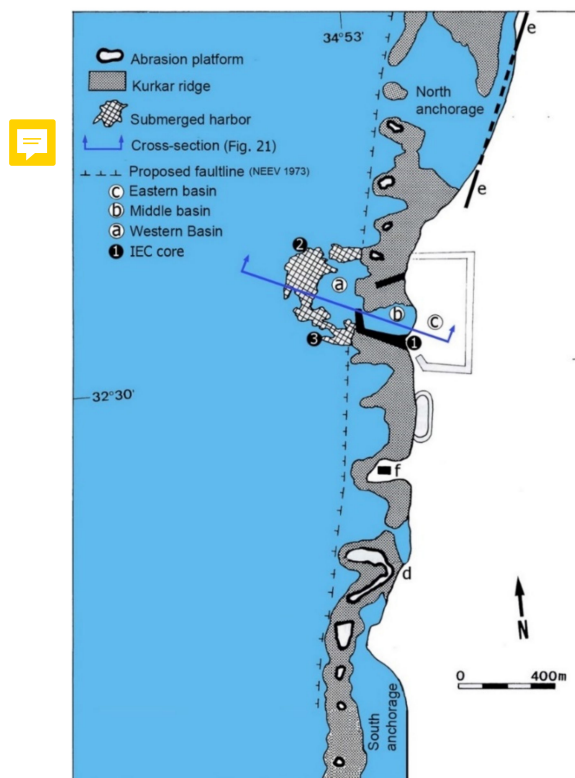 34°53'
e
Abrasion platform
Kurkar ridge
North
anchorage
Submerged harbor
Cross-section (Fig. 21)
Proposed faultline (NEEV 1973)
c Eastern basin
b Middle basin
a Western Basin
1 IEC core
e
2
a
b
c
3
1
32°30'
f
d
N
0 400m
South
anchorage